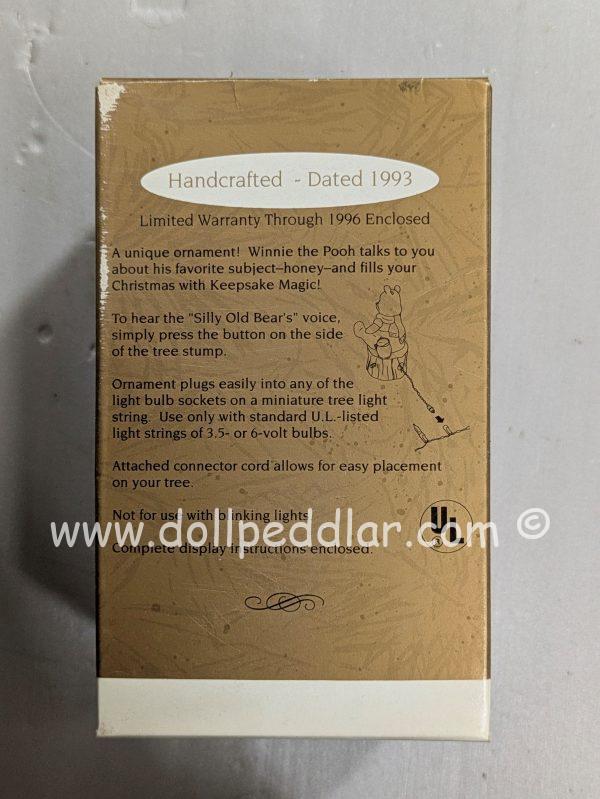 Handcrafted - Dated 1993
Limited Warranty Through 1996 Enclosed
A unique ornament! Winnie the Pooh talks to you
about his favorite subject—honey—and fills your
Christmas with Keepsake Magic!
To hear the "Silly Old Bear's" voice,
simply press the button on the side
of the tree stump.
Ornament plugs easily into any of the
light bulb sockets on a miniature tree light
string. Use only with standard U.L.-listed
light strings of 3.5- or 6-volt bulbs.
Attached connector cord allows for easy placement
on your tree.
Not for use with blinking lights
www.dollpeddlar.com ©
UL
3
Complete display instructions enclosed.